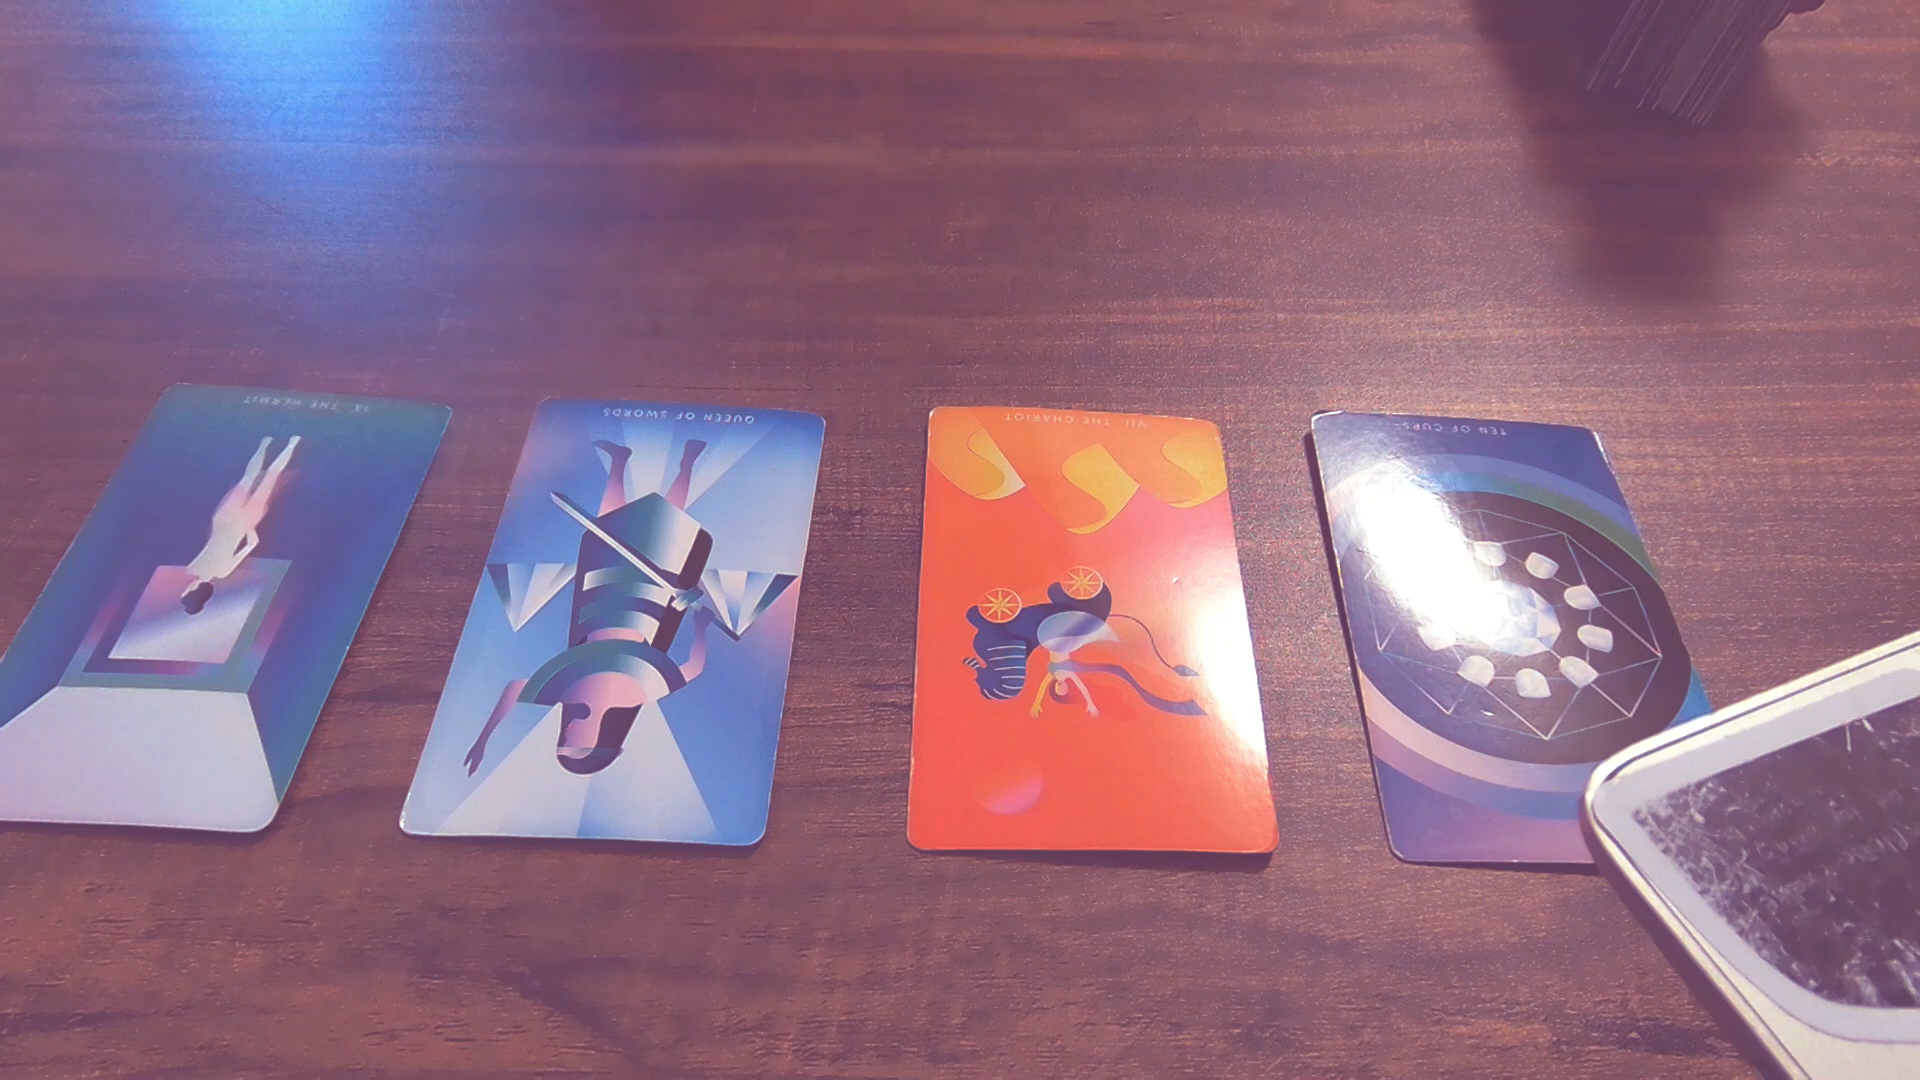 IX. THE HERMIT
QUEEN OF SWORDS
VII. THE CHARIOT
TEN OF CUPS